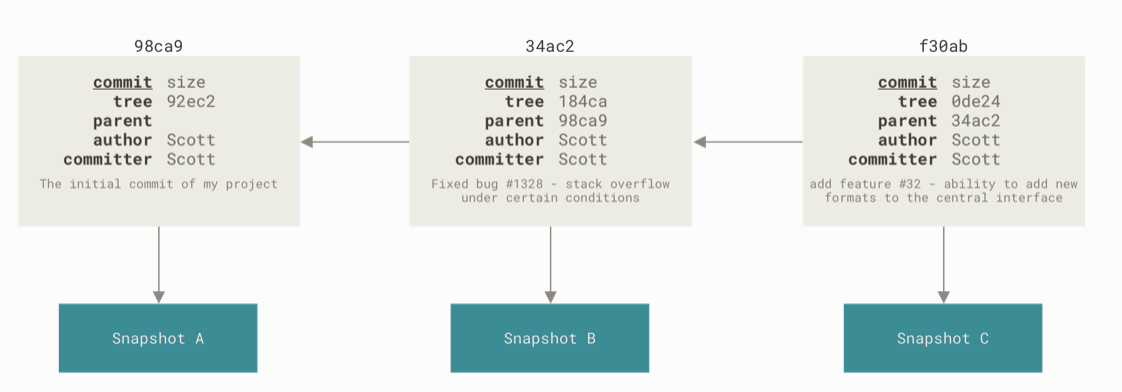 98ca9
commit size
tree 92ec2
parent
author Scott
committer Scott
The initial commit of my project
Snapshot A
34ac2
commit size
tree 184ca
parent 98ca9
author Scott
committer Scott
Fixed bug #1328 - stack overflow
under certain conditions
Snapshot B
f30ab
commit size
tree 0de24
parent 34ac2
author Scott
committer Scott
add feature #32 - ability to add new
formats to the central interface
Snapshot C